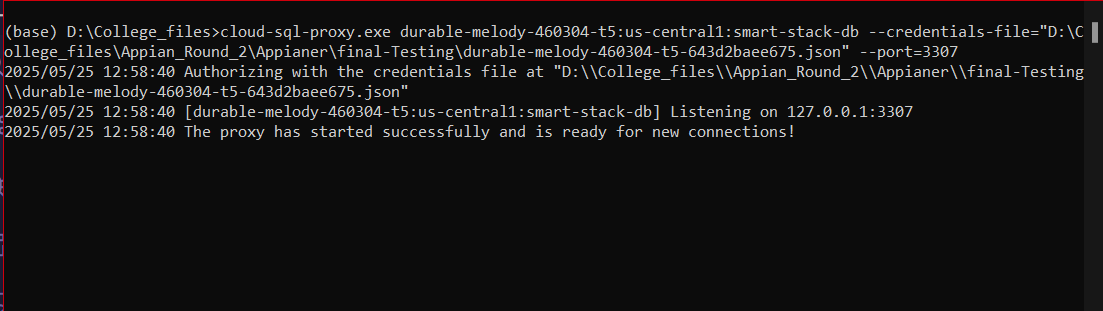 (base) D:\College_files>cloud-sql-proxy.exe durable-melody-460304-t5:us-central1:smart-stack-db --credentials-file="D:\C
ollege_files\Appian_Round_2\Appianer\final-Testing\durable-melody-460304-t5-643d2baee675.json" --port=3307
2025/05/25 12:58:40 Authorizing with the credentials file at "D:\\College_files\\Appian_Round_2\\Appianer\\final-Testing
\\durable-melody-460304-t5-643d2baee675.json"
2025/05/25 12:58:40 [durable-melody-460304-t5:us-central1:smart-stack-db] Listening on 127.0.0.1:3307
2025/05/25 12:58:40 The proxy has started successfully and is ready for new connections!